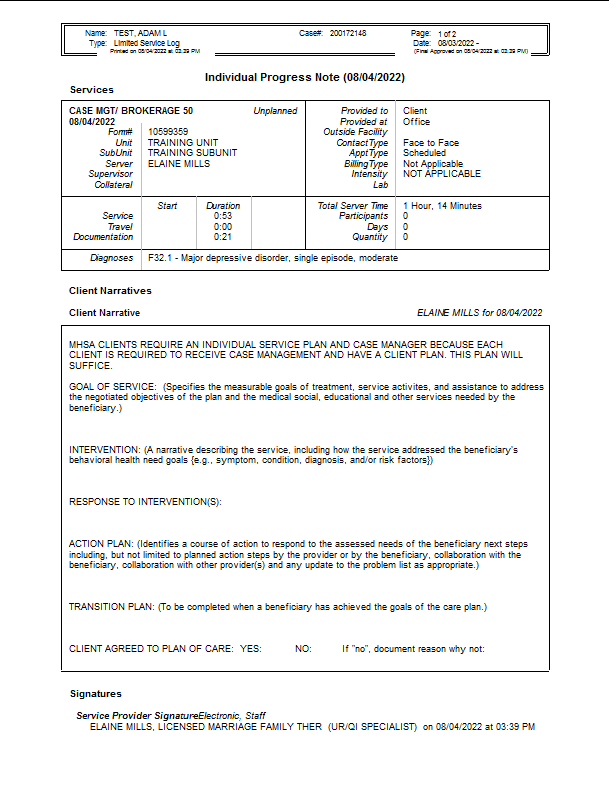 Name: TEST, ADAM L Case#: 200172148 Page: 1 of 2
Type: Limited Service Log Date: 08/03/2022 -
Printed on 08/04/2022 at 03:39 PM (Final Approved on 08/04/2022 at 03:39 PM)
Individual Progress Note (08/04/2022)
Services
CASE MGT/ BROKERAGE 50 Unplanned Provided to Client
08/04/2022 Provided at Office
Form# 10599359 Outside Facility
Unit TRAINING UNIT ContactType Face to Face
SubUnit TRAINING SUBUNIT ApptType Scheduled
Server ELAINE MILLS BillingType Not Applicable
Supervisor Intensity NOT APPLICABLE
Collateral Lab
Start Duration Total Server Time 1 Hour, 14 Minutes
Service 0:53 Participants 0
Travel 0:00 Days 0
Documentation 0:21 Quantity 0
Diagnoses F32.1 - Major depressive disorder, single episode, moderate
Client Narratives
Client Narrative ELAINE MILLS for 08/04/2022
MHSA CLIENTS REQUIRE AN INDIVIDUAL SERVICE PLAN AND CASE MANAGER BECAUSE EACH
CLIENT IS REQUIRED TO RECEIVE CASE MANAGEMENT AND HAVE A CLIENT PLAN. THIS PLAN WILL
SUFFICE.
GOAL OF SERVICE: (Specifies the measurable goals of treatment, service activites, and assistance to address
the negotiated objectives of the plan and the medical social, educational and other services needed by the
beneficiary.)
INTERVENTION: (A narrative describing the service, including how the service addressed the beneficiary's
behavioral health need goals {e.g., symptom, condition, diagnosis, and/or risk factors})
RESPONSE TO INTERVENTION(S):
ACTION PLAN: (Identifies a course of action to respond to the assessed needs of the beneficiary next steps
including, but not limited to planned action steps by the provider or by the beneficiary, collaboration with the
beneficiary, collaboration with other provider(s) and any update to the problem list as appropriate.)
TRANSITION PLAN: (To be completed when a beneficiary has achieved the goals of the care plan.)
CLIENT AGREED TO PLAN OF CARE: YES: NO: If "no", document reason why not:
Signatures
Service Provider SignatureElectronic, Staff
ELAINE MILLS, LICENSED MARRIAGE FAMILY THER (UR/QI SPECIALIST) on 08/04/2022 at 03:39 PM